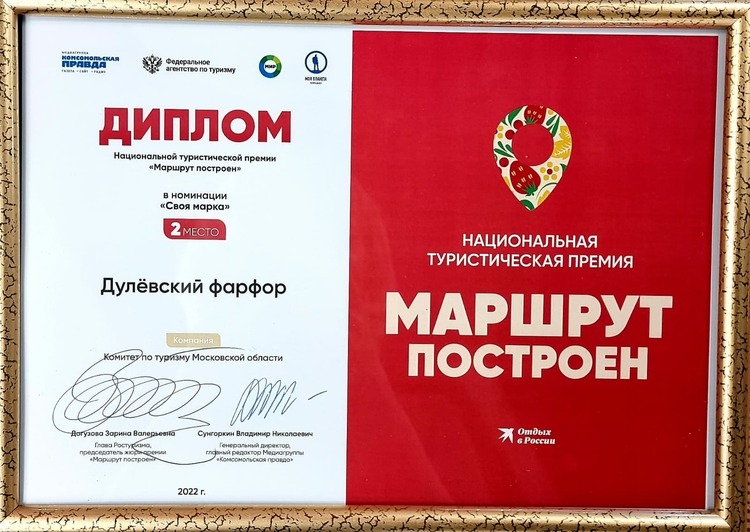 МЕДИАГРУППА
КОМСОМОЛЬСКАЯ
ПРАВДА
ГАЗЕТА • САЙТ • РАДИО
Федеральное
агентство по туризму
МИР
МОЯ ПЛАНЕТА
ДИПЛОМ
Национальной туристической премии
«Маршрут построен»
в номинации
«Своя марка»
2 МЕСТО
Дулёвский фарфор
Компания
Комитет по туризму Московской области
Догузова Зарина Валерьевна
Глава Ростуризма,
председатель жюри премии
«Маршрут построен»
Сунгоркин Владимир Николаевич
Генеральный директор,
главный редактор Медиагруппы
«Комсомольская правда»
2022 г.
НАЦИОНАЛЬНАЯ
ТУРИСТИЧЕСКАЯ ПРЕМИЯ
МАРШРУТ
ПОСТРОЕН
Отдых
в России